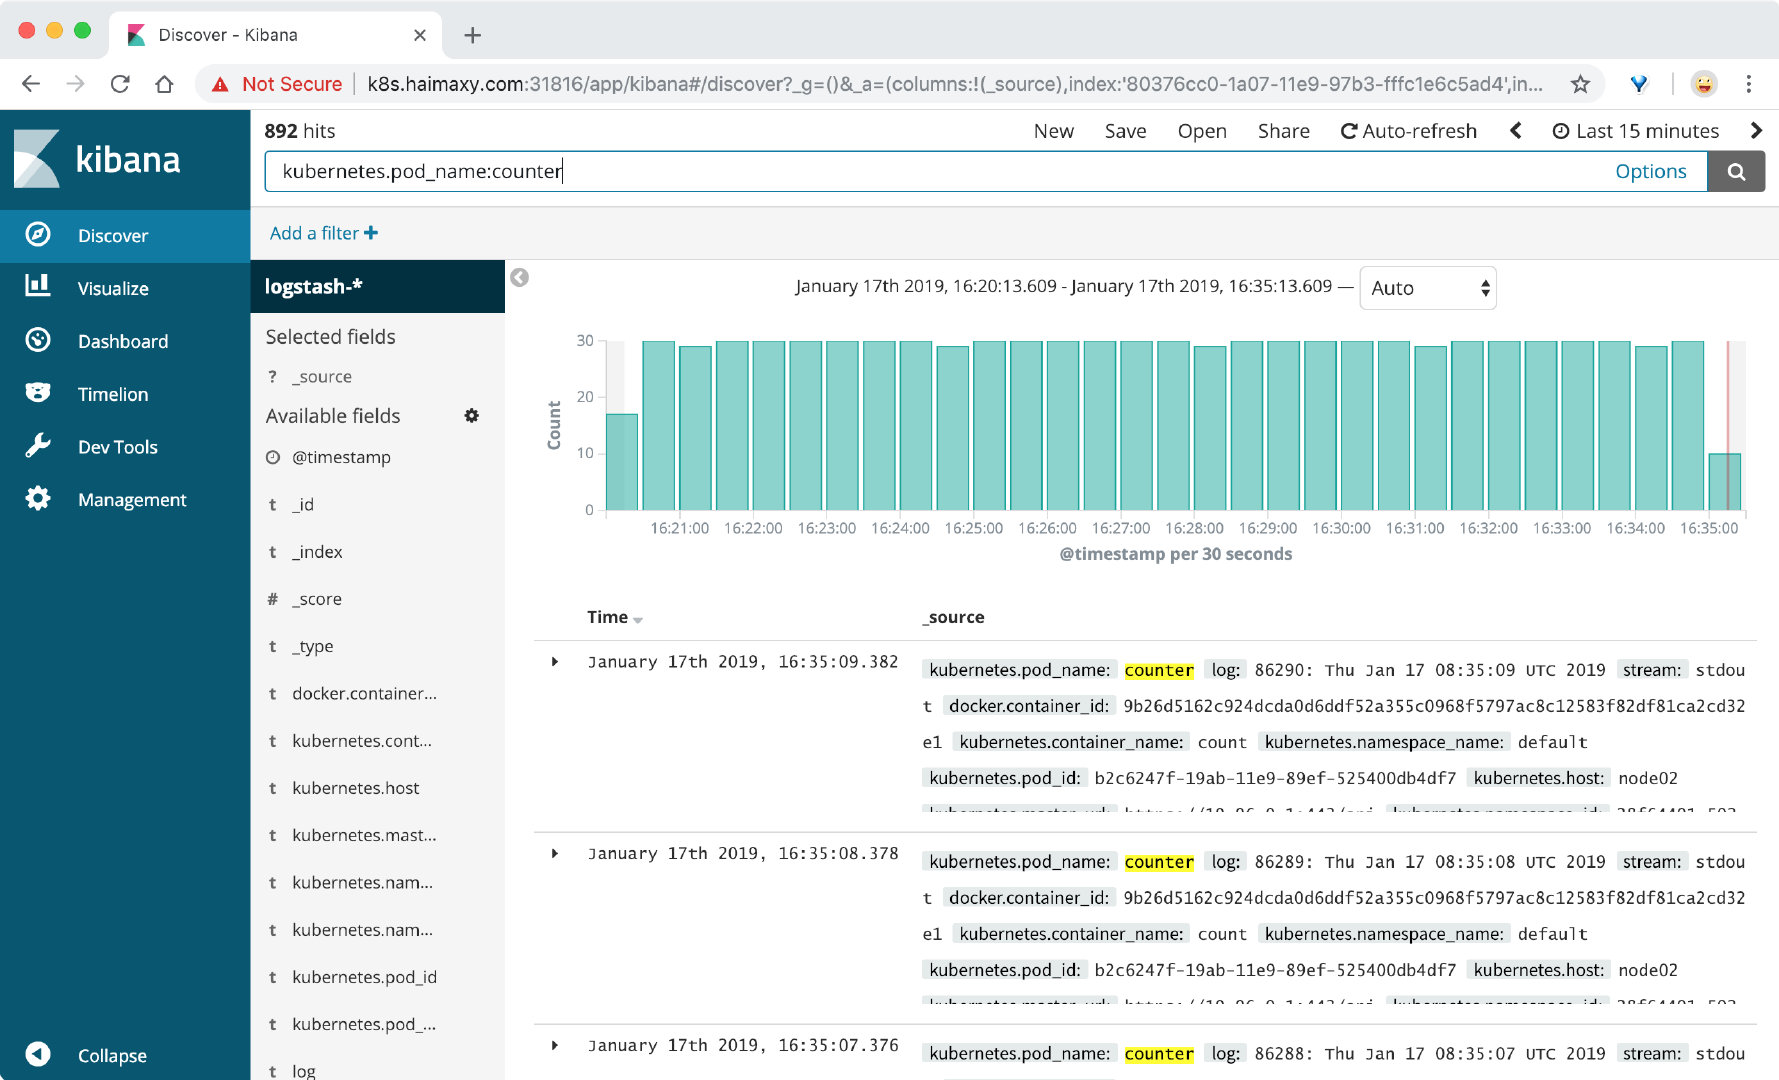 Discover - Kibana
Not Secure | k8s.haimaxy.com:31816/app/kibana#/discover?_g=()&_a=(columns:!(_source),index:'80376cc0-1a07-11e9-97b3-fffc1e6c5ad4',in...
kibana
892 hits
New Save Open Share Auto-refresh Last 15 minutes
kubernetes.pod_name:counter
Options
Add a filter +
Discover
Visualize
Dashboard
Timelion
Dev Tools
Management
Collapse
logstash-*
Selected fields
? _source
Available fields
@timestamp
t _id
t _index
# _score
t _type
t docker.container...
t kubernetes.cont...
t kubernetes.host
t kubernetes.mast...
t kubernetes.nam...
t kubernetes.nam...
t kubernetes.pod_id
t kubernetes.pod_...
t log
January 17th 2019, 16:20:13.609 - January 17th 2019, 16:35:13.609 — Auto
Count
30
20
10
0
16:21:00 16:22:00 16:23:00 16:24:00 16:25:00 16:26:00 16:27:00 16:28:00 16:29:00 16:30:00 16:31:00 16:32:00 16:33:00 16:34:00 16:35:00
@timestamp per 30 seconds
Time _source
January 17th 2019, 16:35:09.382 kubernetes.pod_name: counter log: 86290: Thu Jan 17 08:35:09 UTC 2019 stream: stdou
t docker.container_id: 9b26d5162c924dcda0d6ddf52a355c0968f5797ac8c12583f82df81ca2cd32
e1 kubernetes.container_name: count kubernetes.namespace_name: default
kubernetes.pod_id: b2c6247f-19ab-11e9-89ef-525400db4df7 kubernetes.host: node02
January 17th 2019, 16:35:08.378 kubernetes.pod_name: counter log: 86289: Thu Jan 17 08:35:08 UTC 2019 stream: stdou
t docker.container_id: 9b26d5162c924dcda0d6ddf52a355c0968f5797ac8c12583f82df81ca2cd32
e1 kubernetes.container_name: count kubernetes.namespace_name: default
kubernetes.pod_id: b2c6247f-19ab-11e9-89ef-525400db4df7 kubernetes.host: node02
January 17th 2019, 16:35:07.376 kubernetes.pod_name: counter log: 86288: Thu Jan 17 08:35:07 UTC 2019 stream: stdou